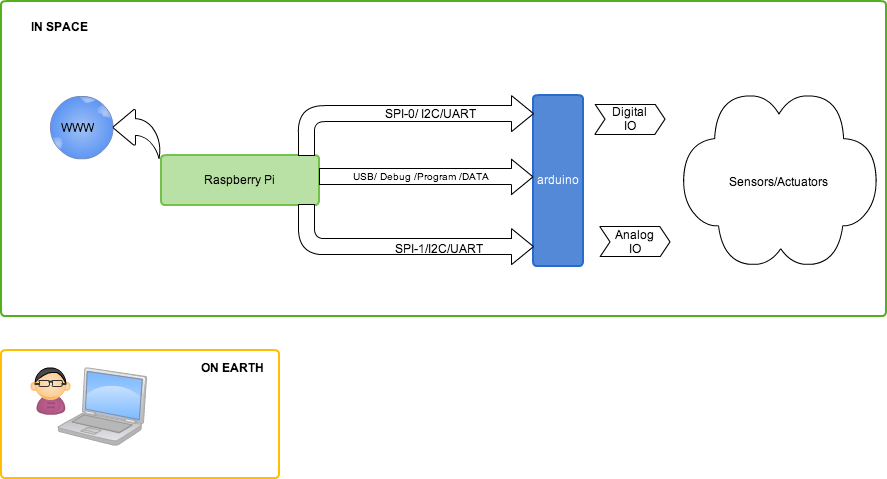 IN SPACE
WWW
Raspberry Pi
SPI-0/ I2C/UART
USB/ Debug /Program /DATA
SPI-1/I2C/UART
arduino
Digital
IO
Analog
IO
Sensors/Actuators
ON EARTH